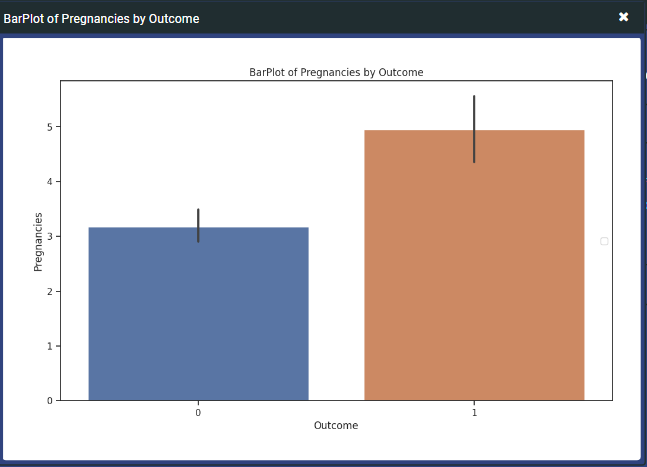 BarPlot of Pregnancies by Outcome
✖
BarPlot of Pregnancies by Outcome
5
4
3
2
1
0
Pregnancies
0 1
Outcome